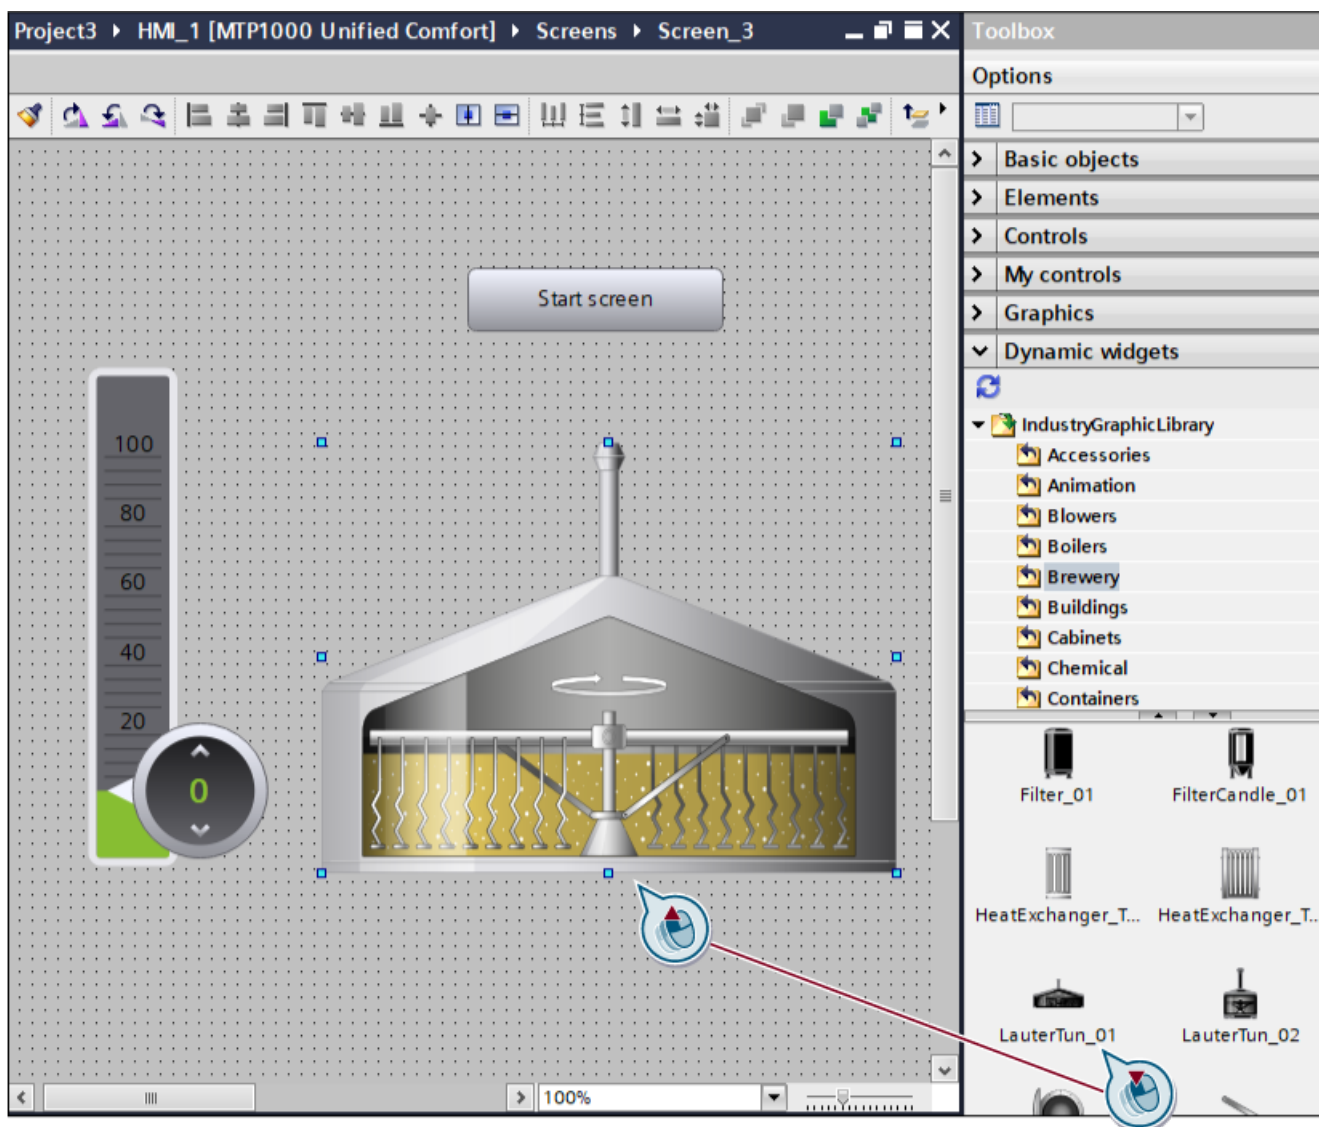 Project3 ▸ HMI_1 [MTP1000 Unified Comfort] ▸ Screens ▸ Screen_3
Toolbox
Options
Basic objects
Elements
Controls
My controls
Graphics
Dynamic widgets
IndustryGraphicLibrary
Accessories
Animation
Blowers
Boilers
Brewery
Buildings
Cabinets
Chemical
Containers
Filter_01 FilterCandle_01
HeatExchanger_T... HeatExchanger_T...
LauterTun_01 LauterTun_02
Start screen
100
80
60
40
20
0
100%